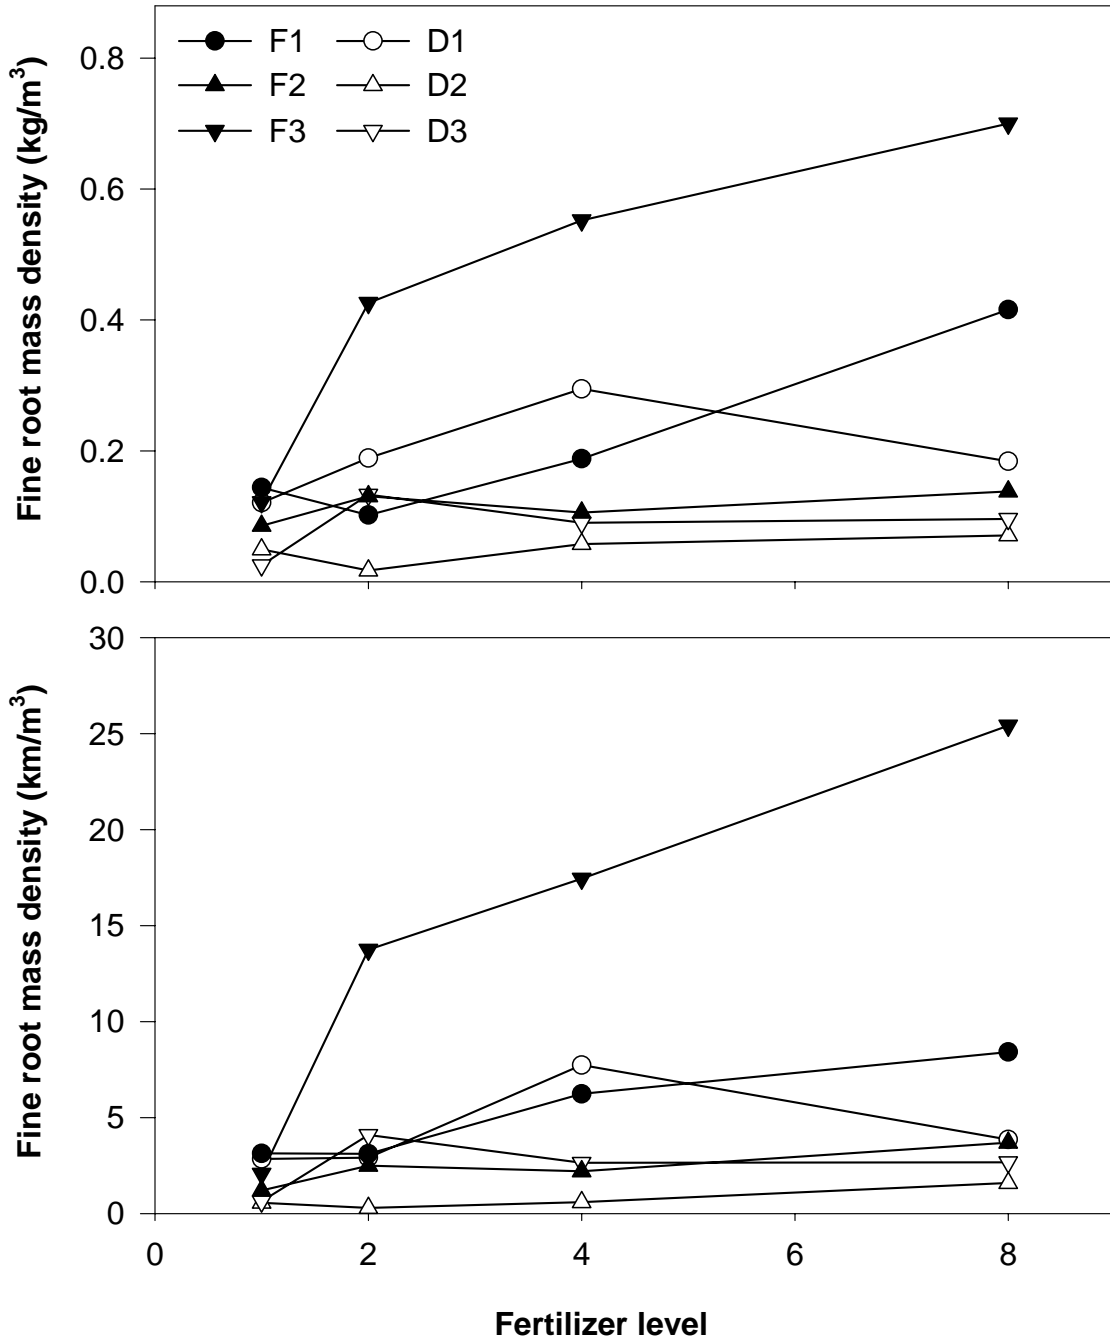 Fine root mass density (kg/m³)
0.8
0.6
0.4
0.2
0.0
F1 D1
F2 D2
F3 D3
Fine root mass density (km/m³)
30
25
20
15
10
5
0
0 2 4 6 8
Fertilizer level